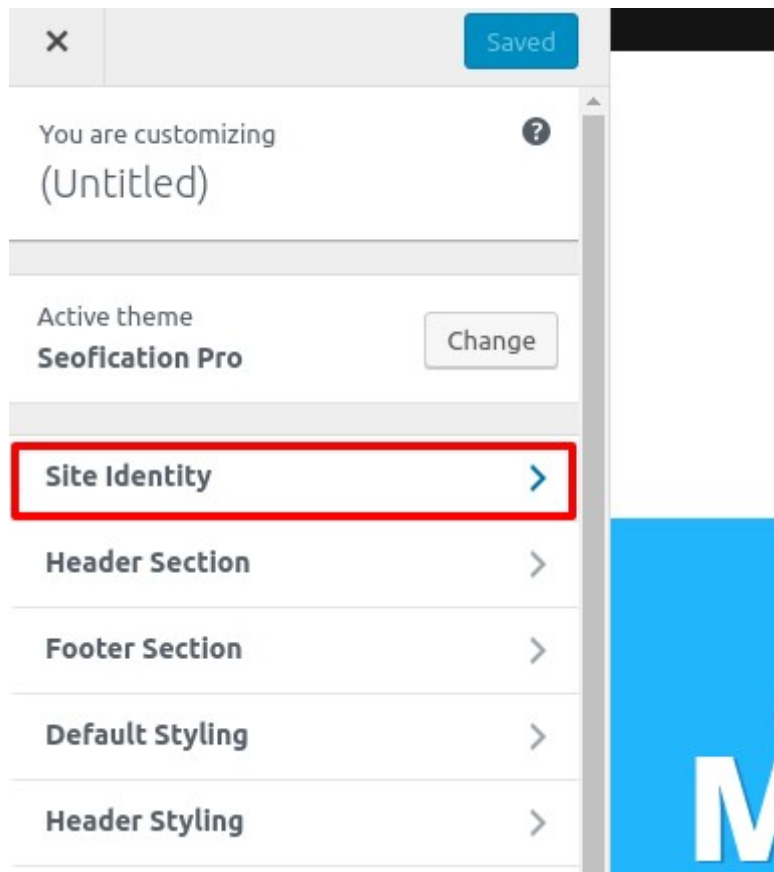 Saved
You are customizing
(Untitled)
Active theme
Seofication Pro
Change
Site Identity
Header Section
Footer Section
Default Styling
Header Styling
M